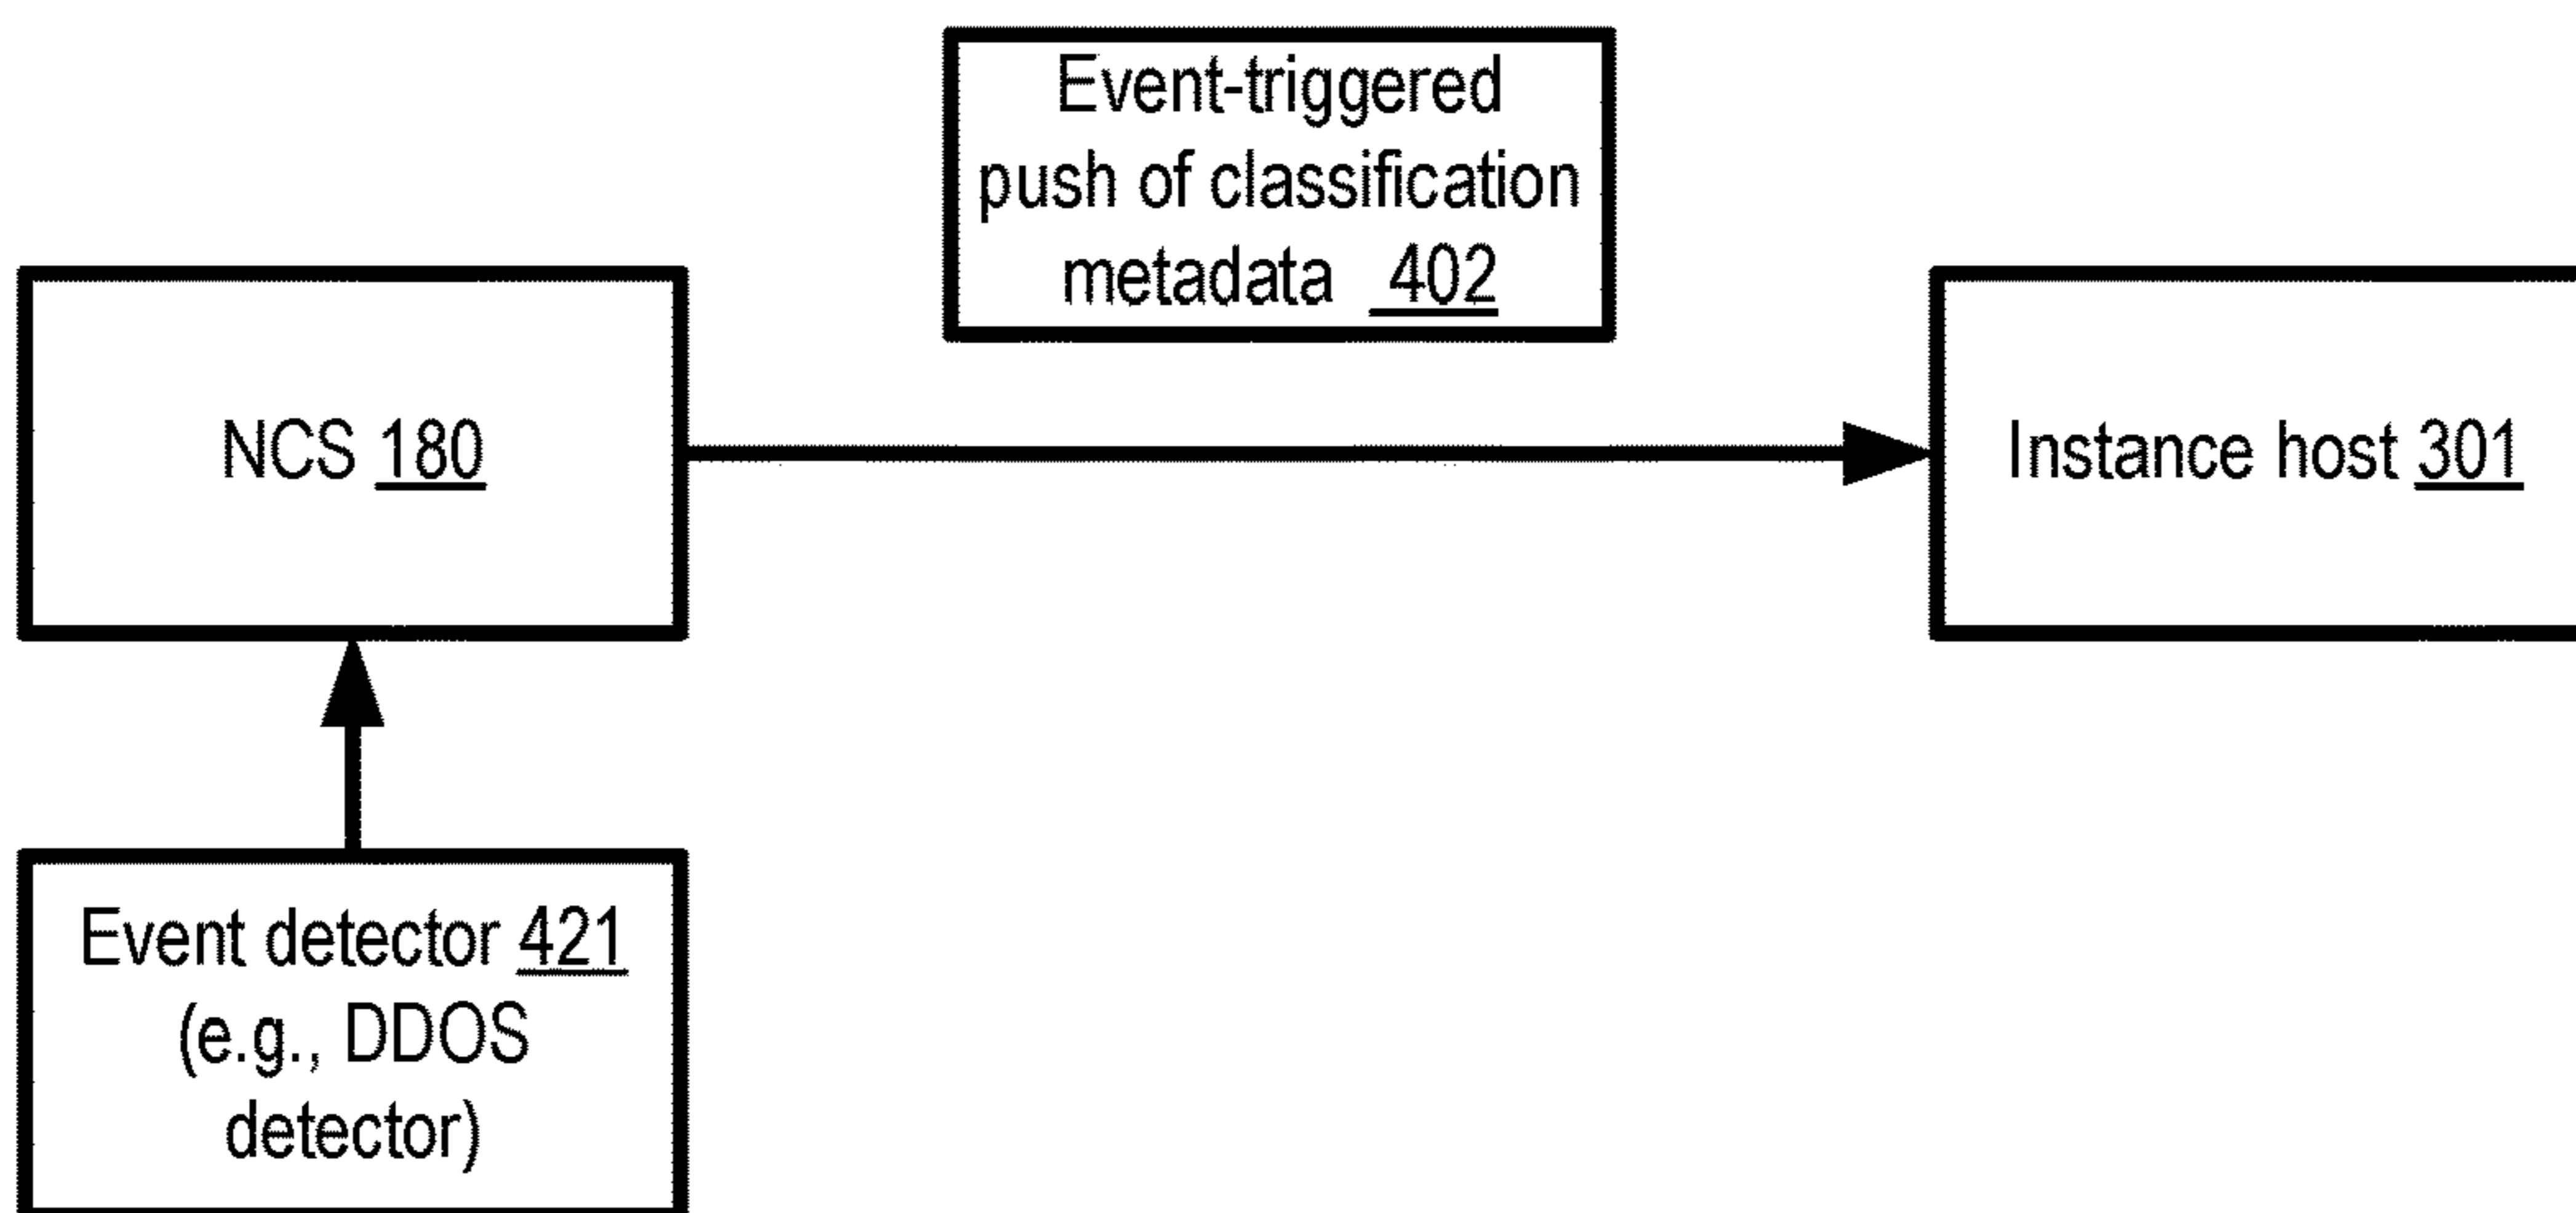 Event-triggered
push of classification
metadata 402
NCS 180
Instance host 301
Event detector 421
(e.g., DDOS
detector)